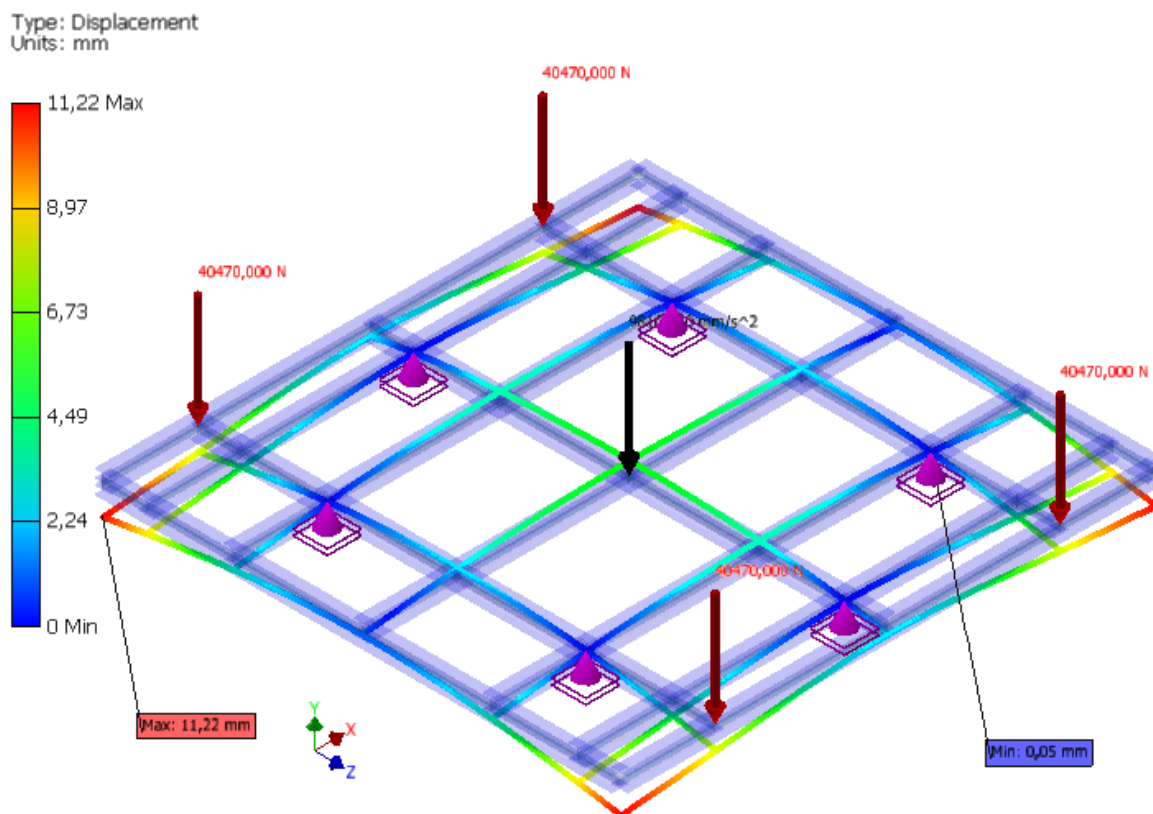 Type: Displacement
Units: mm
40470,000 N
11,22 Max
8,97
40470,000 N
mm/s^2
6,73
40470,000 N
4,49
2,24
40470,000 N
0 Min
Max: 11,22 mm
Y
X
Z
Min: 0,05 mm